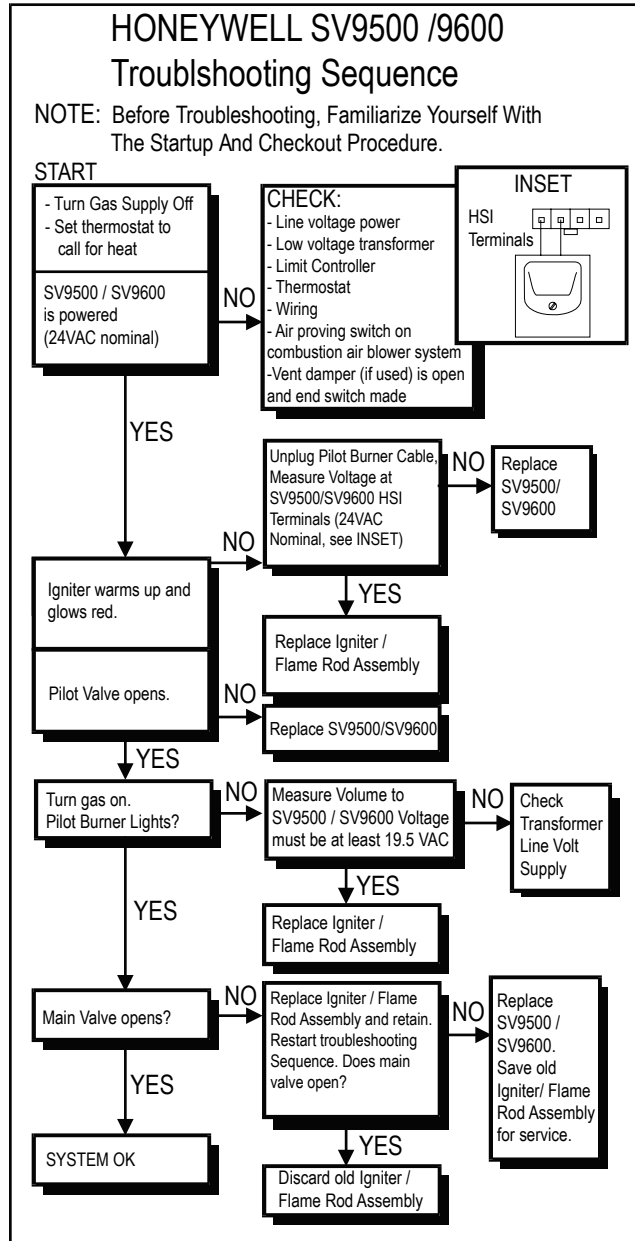 HONEYWELL SV9500 /9600
Troublshooting Sequence
NOTE: Before Troubleshooting, Familiarize Yourself With
The Startup And Checkout Procedure.
START
- Turn Gas Supply Off
- Set thermostat to
call for heat
SV9500 / SV9600
is powered
(24VAC nominal)
NO
CHECK:
- Line voltage power
- Low voltage transformer
- Limit Controller
- Thermostat
- Wiring
- Air proving switch on
combustion air blower system
-Vent damper (if used) is open
and end switch made
INSET
HSI
Terminals
YES
Igniter warms up and
glows red.
NO
Unplug Pilot Burner Cable,
Measure Voltage at
SV9500/SV9600 HSI
Terminals (24VAC
Nominal, see INSET)
NO
Replace
SV9500/
SV9600
YES
Replace Igniter /
Flame Rod Assembly
Pilot Valve opens.
NO
Replace SV9500/SV9600
YES
Turn gas on.
Pilot Burner Lights?
NO
Measure Volume to
SV9500 / SV9600 Voltage
must be at least 19.5 VAC
NO
Check
Transformer
Line Volt
Supply
YES
Replace Igniter /
Flame Rod Assembly
YES
Main Valve opens?
NO
Replace Igniter / Flame
Rod Assembly and retain.
Restart troubleshooting
Sequence. Does main
valve open?
NO
Replace
SV9500 /
SV9600.
Save old
Igniter/ Flame
Rod Assembly
for service.
YES
Discard old Igniter /
Flame Rod Assembly
YES
SYSTEM OK